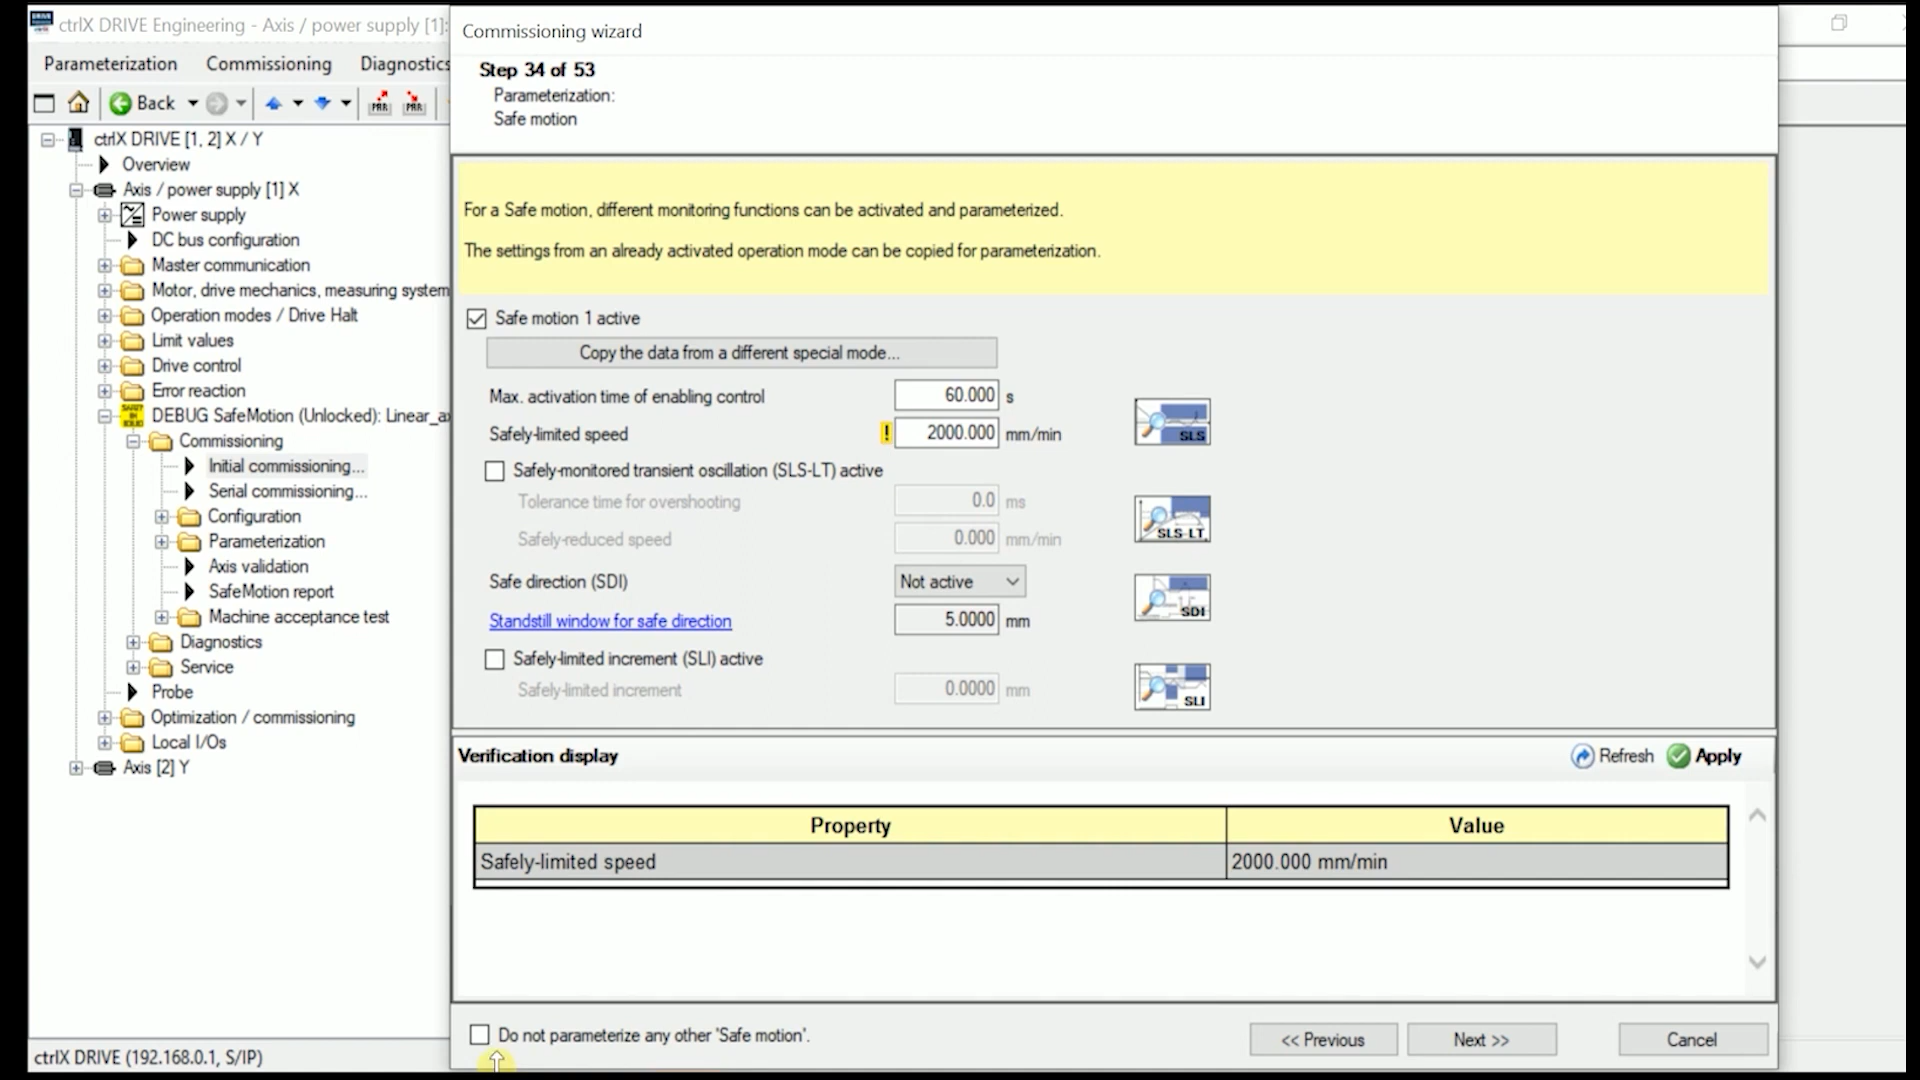 ctrlX DRIVE Engineering - Axis / power supply [1]:
Parameterization Commissioning Diagnostics
Back
PAR PAR
ctrlX DRIVE [1, 2] X / Y
Overview
Axis / power supply [1] X
Power supply
DC bus configuration
Master communication
Motor, drive mechanics, measuring system
Operation modes / Drive Halt
Limit values
Drive control
Error reaction
DEBUG SafeMotion (Unlocked): Linear_ax
Commissioning
Initial commissioning...
Serial commissioning...
Configuration
Parameterization
Axis validation
SafeMotion report
Machine acceptance test
Diagnostics
Service
Probe
Optimization / commissioning
Local I/Os
Axis [2] Y
ctrlX DRIVE (192.168.0.1, S/IP)
Commissioning wizard
Step 34 of 53
Parameterization:
Safe motion
For a Safe motion, different monitoring functions can be activated and parameterized.
The settings from an already activated operation mode can be copied for parameterization.
Safe motion 1 active
Copy the data from a different special mode...
Max. activation time of enabling control 60.000 s
Safely-limited speed ! 2000.000 mm/min
SLS
Safely-monitored transient oscillation (SLS-LT) active
Tolerance time for overshooting 0.0 ms
SLS-LT
Safely-reduced speed 0.000 mm/min
Safe direction (SDI) Not active
SDI
Standstill window for safe direction 5.0000 mm
Safely-limited increment (SLI) active
Safely-limited increment 0.0000 mm
SLI
Verification display Refresh Apply
Property Value
Safely-limited speed 2000.000 mm/min
Do not parameterize any other 'Safe motion'.
<< Previous Next >> Cancel